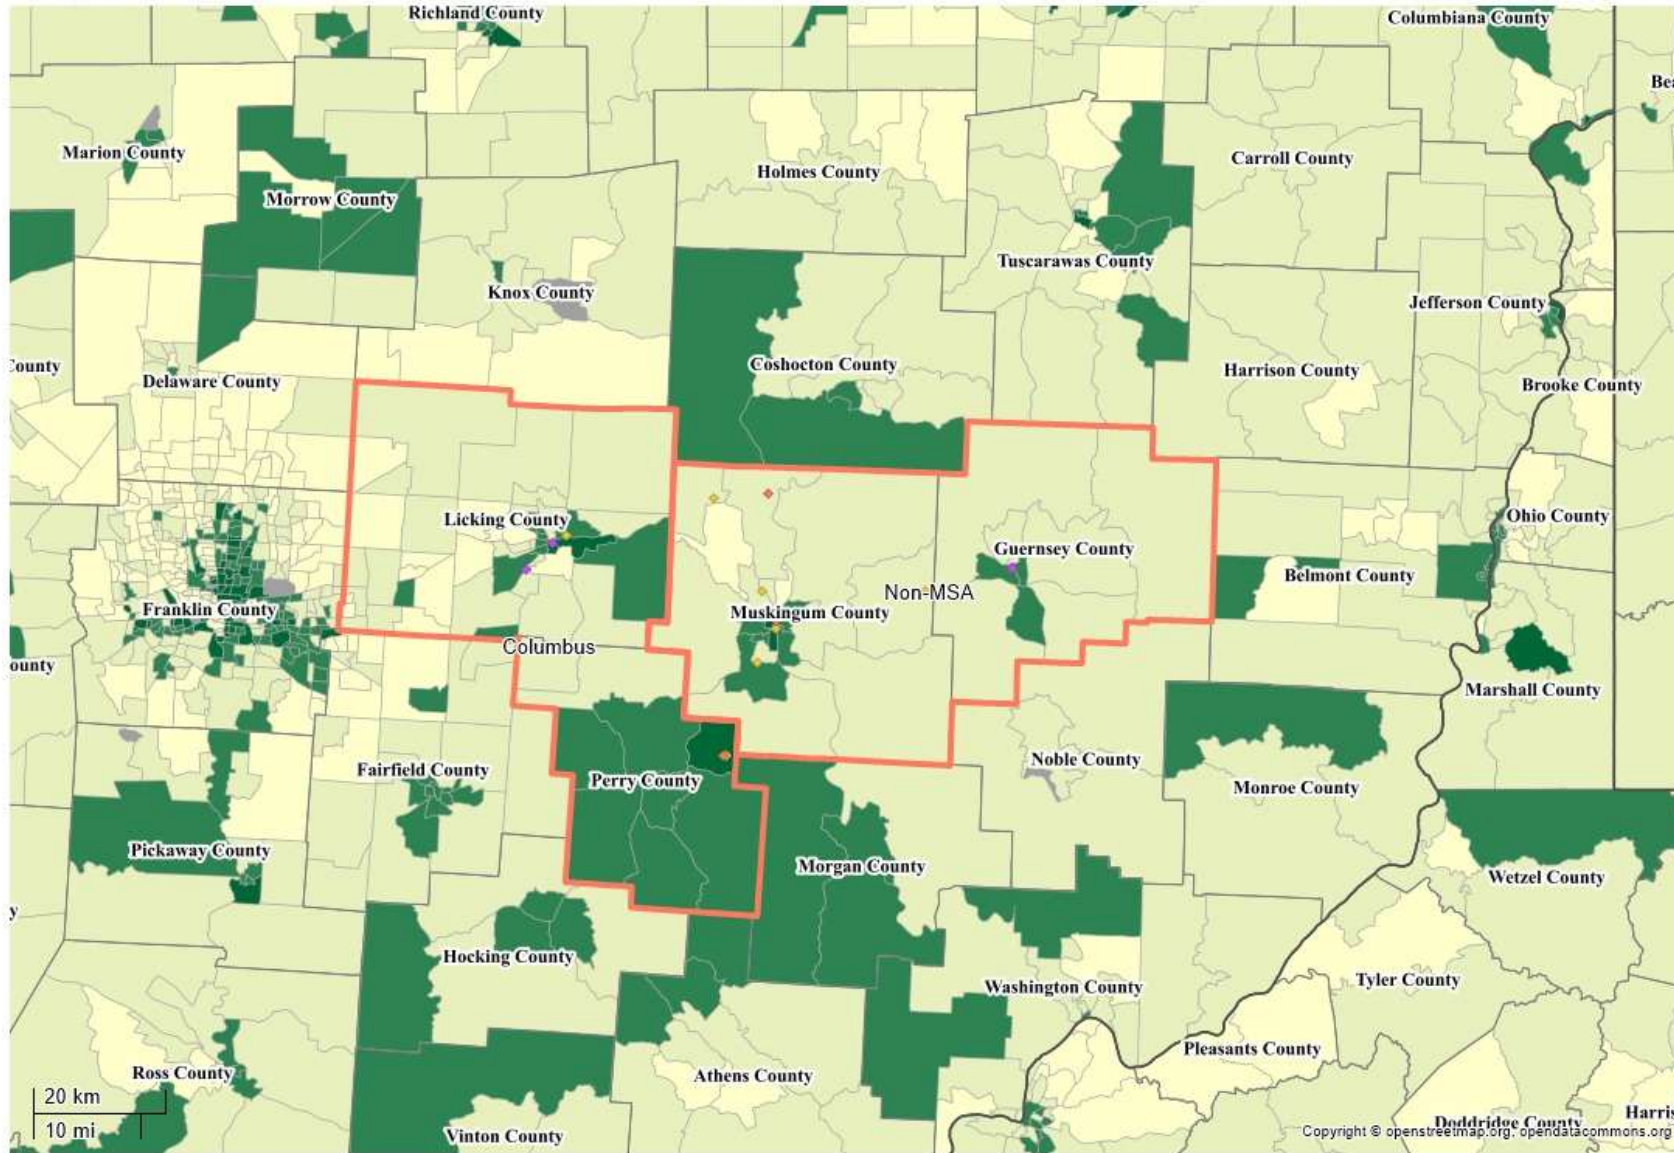 Richland County
Columbiana County
Bea
Marion County
Carroll County
Holmes County
Morrow County
Tuscarawas County
Knox County
Jefferson County
County
Coshocton County
Harrison County
Delaware County
Brooke County
Licking County
Ohio County
Guernsey County
Belmont County
Non-MSA
Franklin County
Muskingum County
Columbus
ounty
Marshall County
Noble County
Fairfield County
Perry County
Monroe County
Pickaway County
Morgan County
Wetzel County
y
Hocking County
Washington County
Tyler County
Pleasants County
Ross County
Athens County
20 km
10 mi
Harris
Doddridge County
Vinton County
Copyright © openstreetmap.org, opendatacommons.org